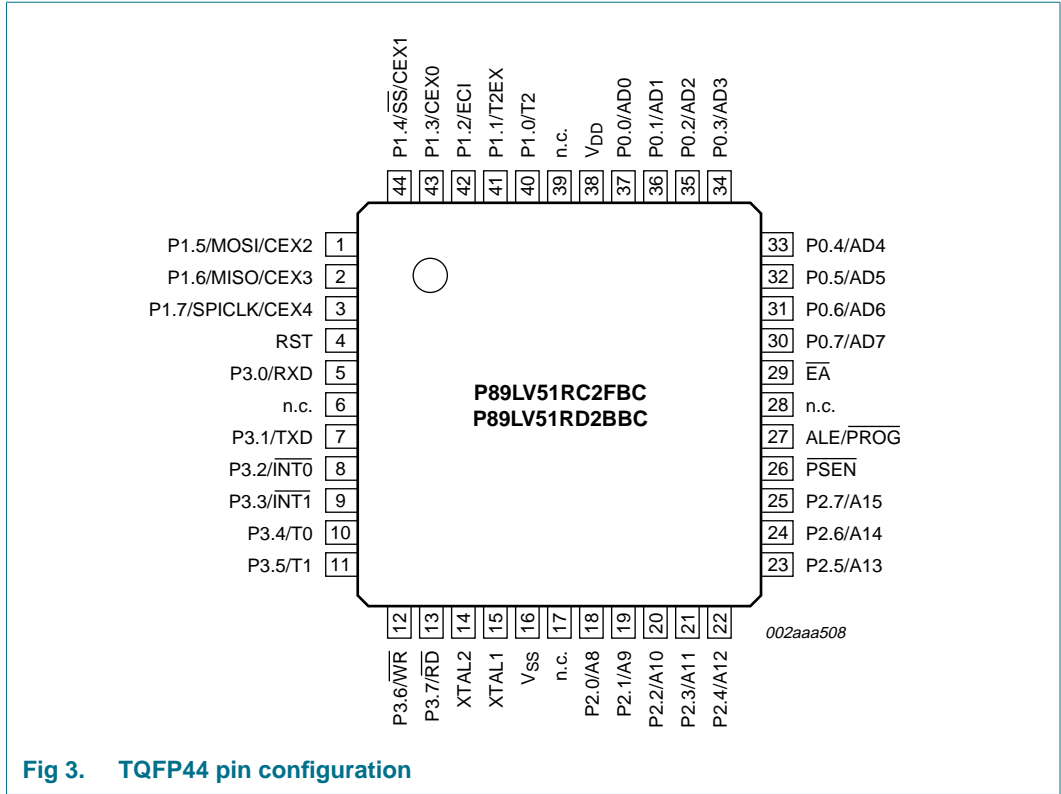 P1.4/S̅S̅/CEX1
P1.3/CEX0
P1.2/ECI
P1.1/T2EX
P1.0/T2
n.c.
VDD
P0.0/AD0
P0.1/AD1
P0.2/AD2
P0.3/AD3
44 43 42 41 40 39 38 37 36 35 34
P1.5/MOSI/CEX2 1
P1.6/MISO/CEX3 2
P1.7/SPICLK/CEX4 3
RST 4
P3.0/RXD 5
n.c. 6
P3.1/TXD 7
P3.2/I̅N̅T̅0̅ 8
P3.3/I̅N̅T̅1̅ 9
P3.4/T0 10
P3.5/T1 11
P89LV51RC2FBC
P89LV51RD2BBC
33 P0.4/AD4
32 P0.5/AD5
31 P0.6/AD6
30 P0.7/AD7
29 E̅A̅
28 n.c.
27 ALE/P̅R̅O̅G̅
26 P̅S̅E̅N̅
25 P2.7/A15
24 P2.6/A14
23 P2.5/A13
12 13 14 15 16 17 18 19 20 21 22
P3.6/W̅R̅
P3.7/R̅D̅
XTAL2
XTAL1
VSS
n.c.
P2.0/A8
P2.1/A9
P2.2/A10
P2.3/A11
P2.4/A12
002aaa508
Fig 3. TQFP44 pin configuration